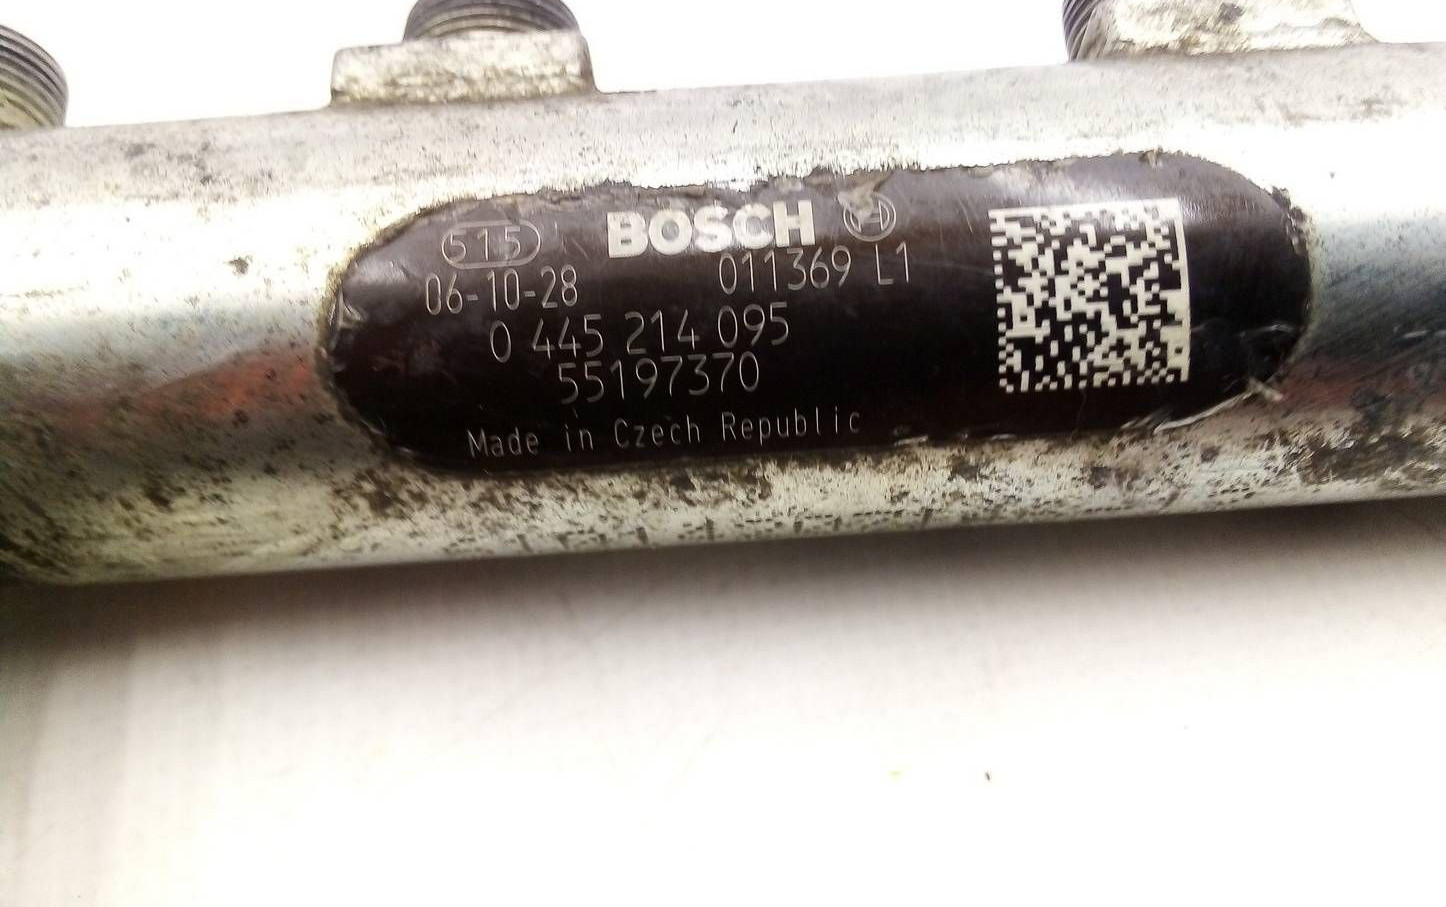 515 BOSCH
06-10-28 011369 L1
0 445 214 095
55197370
Made in Czech Republic